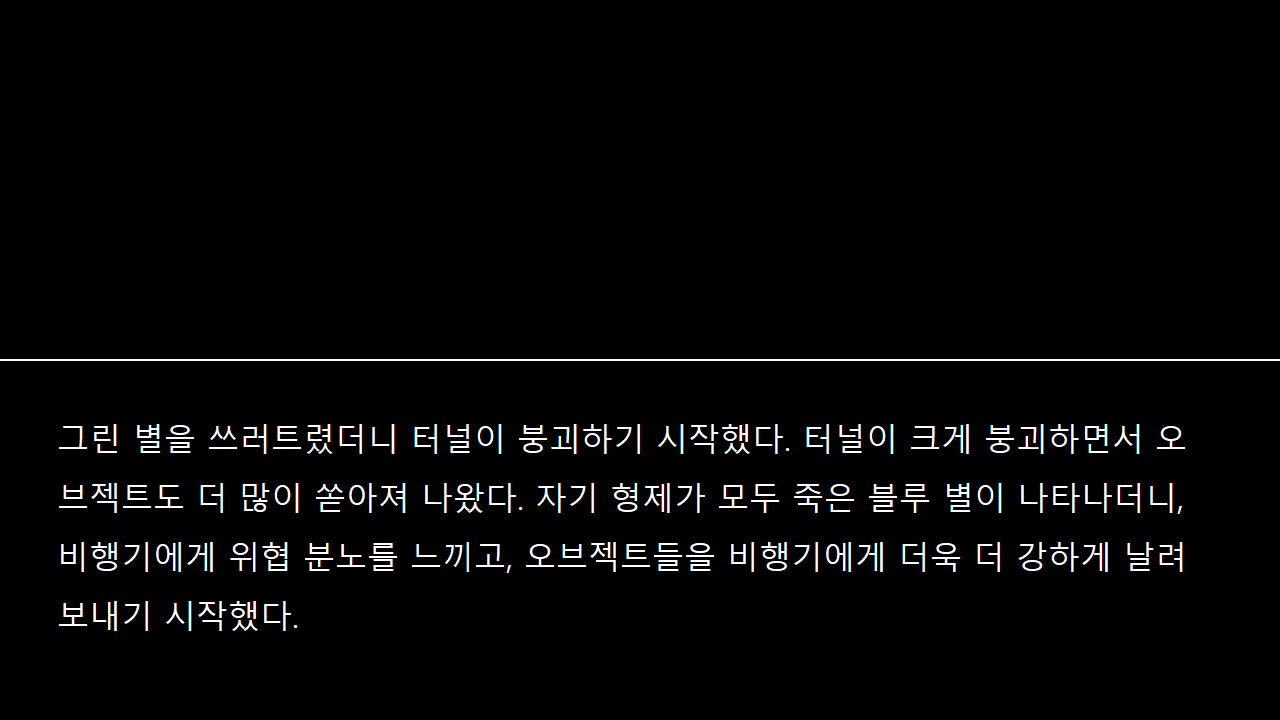 그린 별을 쓰러트렸더니 터널이 붕괴하기 시작했다. 터널이 크게 붕괴하면서 오
브젝트도 더 많이 쏟아져 나왔다. 자기 형제가 모두 죽은 블루 별이 나타나더니,
비행기에게 위협 분노를 느끼고, 오브젝트들을 비행기에게 더욱 더 강하게 날려
보내기 시작했다.